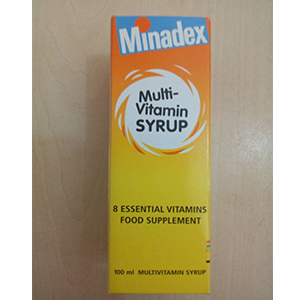 Minadex
Multi-
Vitamin
SYRUP
8 ESSENTIAL VITAMINS
FOOD SUPPLEMENT
100 ml MULTIVITAMIN SYRUP